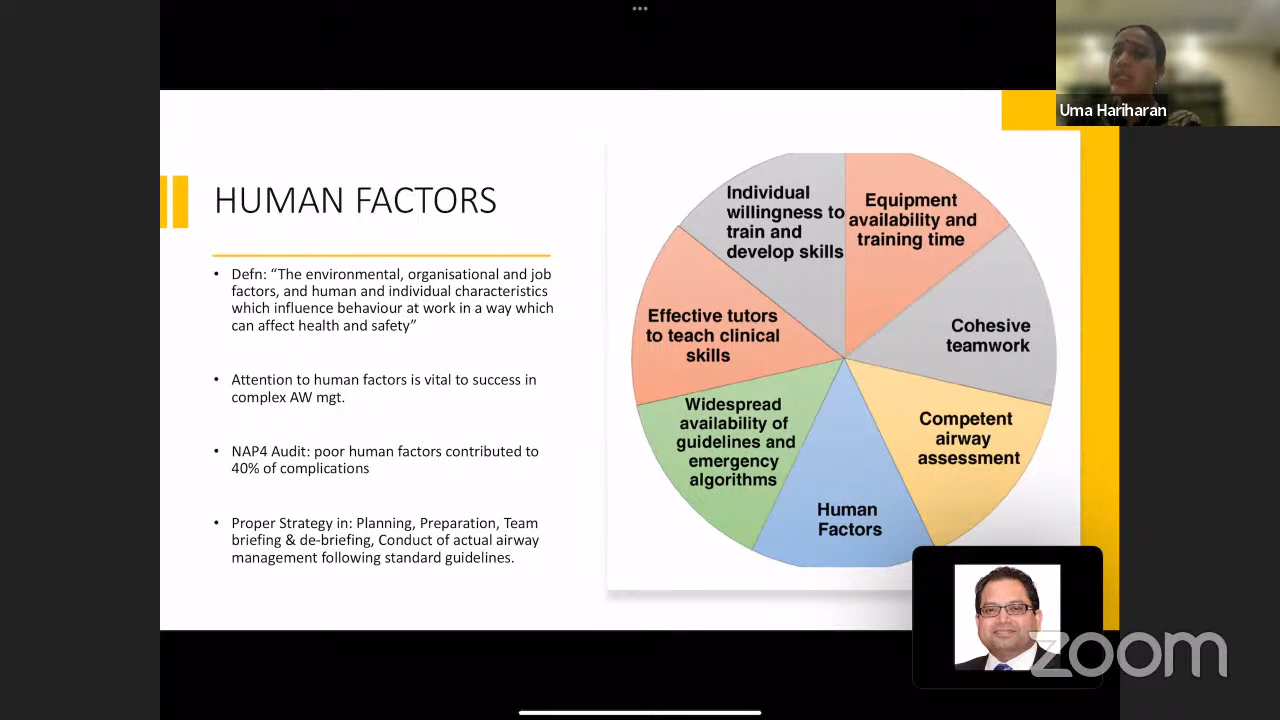 Uma Hariharan
HUMAN FACTORS
• Defn: “The environmental, organisational and job
factors, and human and individual characteristics
which influence behaviour at work in a way which
can affect health and safety”
• Attention to human factors is vital to success in
complex AW mgt.
• NAP4 Audit: poor human factors contributed to
40% of complications
• Proper Strategy in: Planning, Preparation, Team
briefing & de-briefing, Conduct of actual airway
management following standard guidelines.
Individual
willingness to
train and
develop skills
Equipment
availability and
training time
Cohesive
teamwork
Competent
airway
assessment
Human
Factors
Widespread
availability of
guidelines and
emergency
algorithms
Effective tutors
to teach clinical
skills
zoom